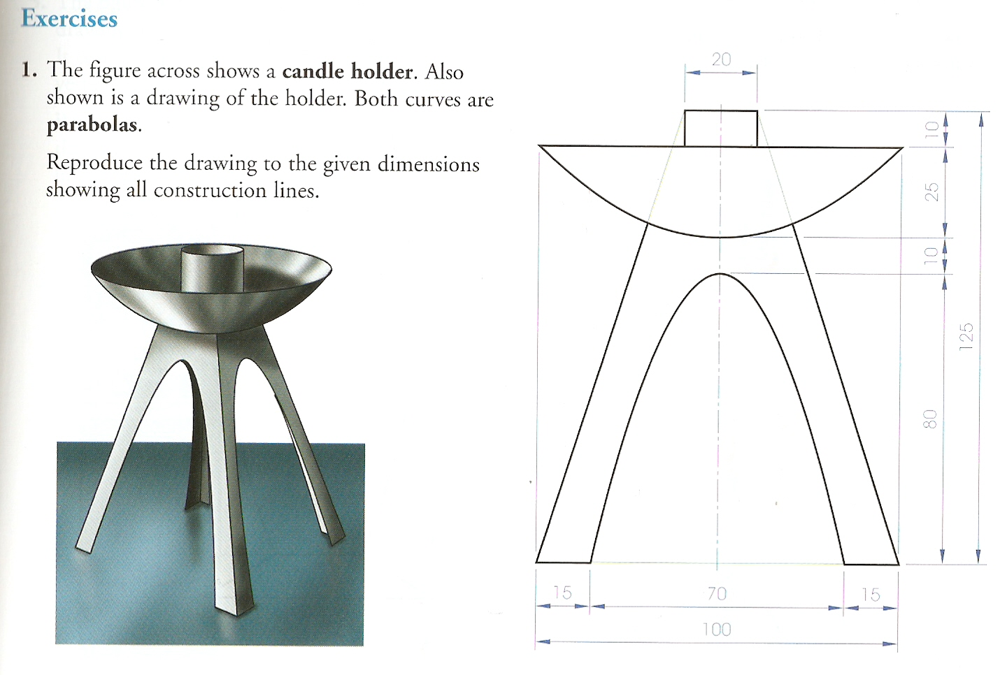 Exercises
1. The figure across shows a candle holder. Also
shown is a drawing of the holder. Both curves are
parabolas.
Reproduce the drawing to the given dimensions
showing all construction lines.
20
10
25
10
125
80
15
70
15
100